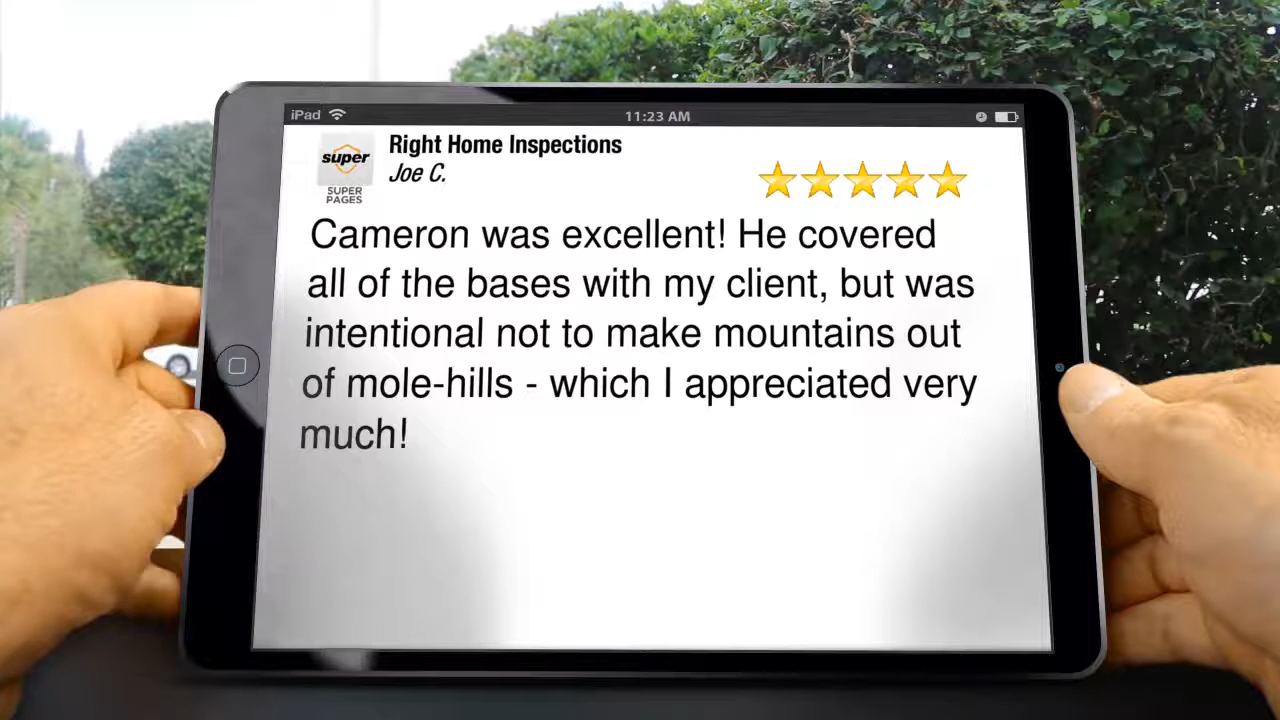 iPad 11:23 AM
super
SUPER
PAGES
Right Home Inspections
Joe C.
Cameron was excellent! He covered
all of the bases with my client, but was
intentional not to make mountains out
of mole-hills - which I appreciated very
much!